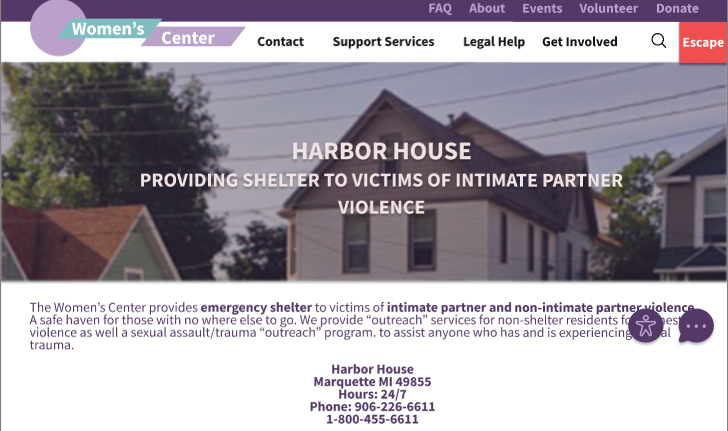 FAQ About Events Volunteer Donate
Women's Center
Contact Support Services Legal Help Get Involved Escape
HARBOR HOUSE
PROVIDING SHELTER TO VICTIMS OF INTIMATE PARTNER
VIOLENCE
The Women's Center provides emergency shelter to victims of intimate partner and non-intimate partner violence.
A safe haven for those with no where else to go. We provide “outreach” services for non-shelter residents
violence as well a sexual assault/trauma “outreach” program. to assist anyone who has and is experiencing
trauma.
Harbor House
Marquette MI 49855
Hours: 24/7
Phone: 906-226-6611
1-800-455-6611